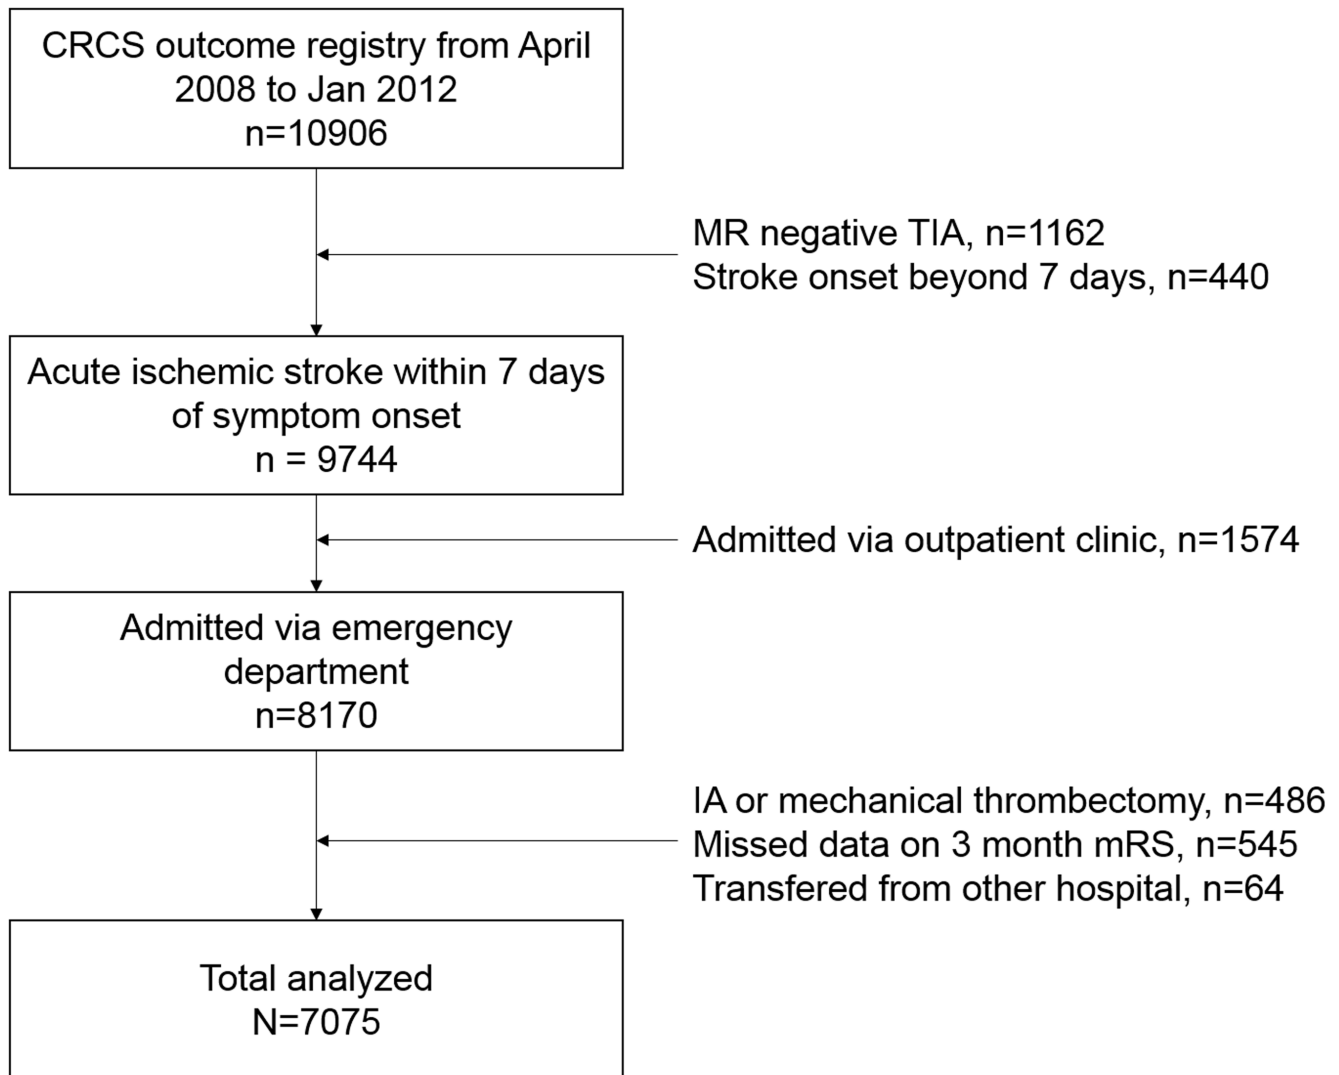 CRCS outcome registry from April
2008 to Jan 2012
n=10906
MR negative TIA, n=1162
Stroke onset beyond 7 days, n=440
Acute ischemic stroke within 7 days
of symptom onset
n = 9744
Admitted via outpatient clinic, n=1574
Admitted via emergency
department
n=8170
IA or mechanical thrombectomy, n=486
Missed data on 3 month mRS, n=545
Transfered from other hospital, n=64
Total analyzed
N=7075